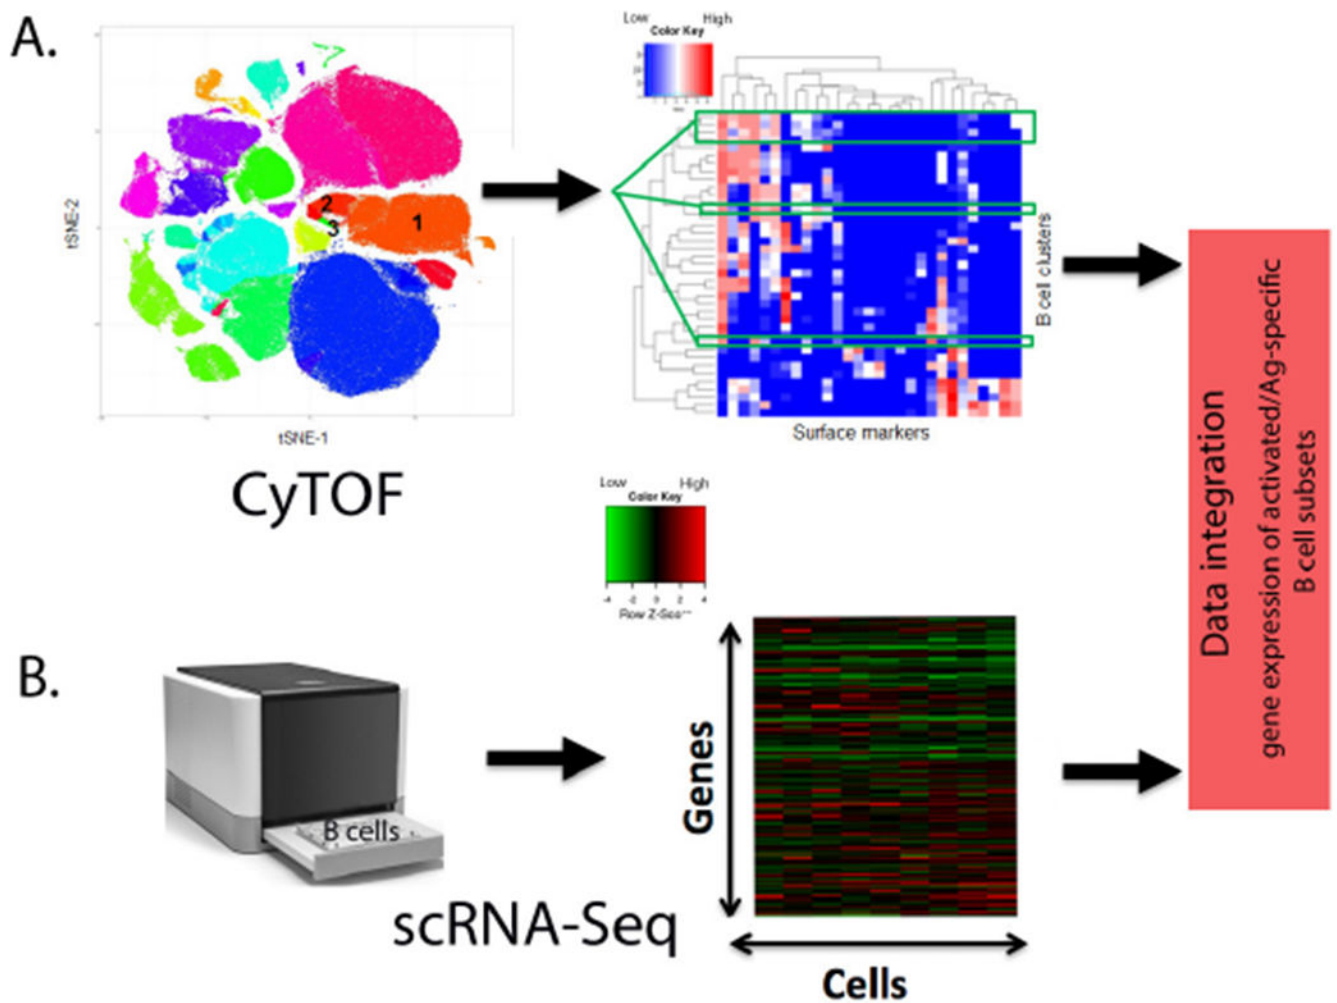 A.
Low High
Color Key
tSNE-2
2
3
1
tSNE-1
CyTOF
B cell clusters
Surface markers
Low High
Color Key
-4 -2 0 2 4
B.
B cells
scRNA-Seq
Genes
Cells
Data integration
gene expression of activated/Ag-specific
B cell subsets